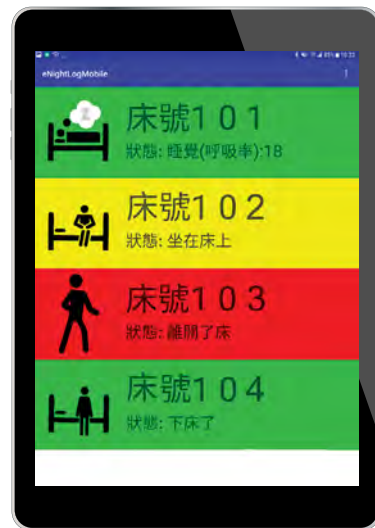 eNightLogMobile
床號1 0 1
狀態: 睡覺(呼吸率):18
床號1 0 2
狀態: 坐在床上
床號1 0 3
狀態: 離開了床
床號1 0 4
狀態: 下床了